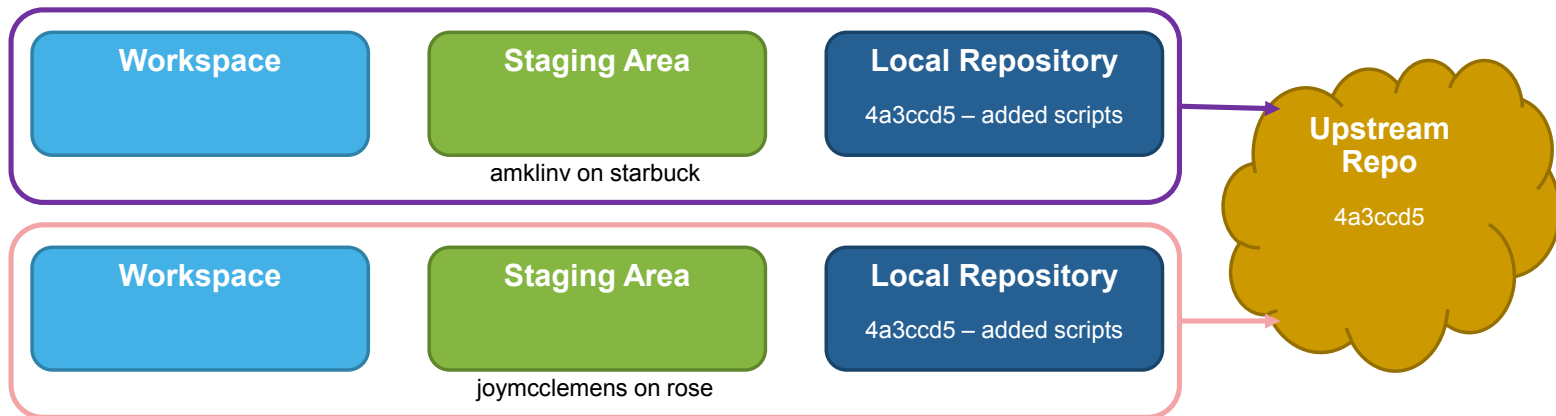 Workspace
Staging Area
Local Repository
4a3ccd5 – added scripts
amklinv on starbuck
Workspace
Staging Area
Local Repository
4a3ccd5 – added scripts
joymcclemens on rose
Upstream
Repo
4a3ccd5